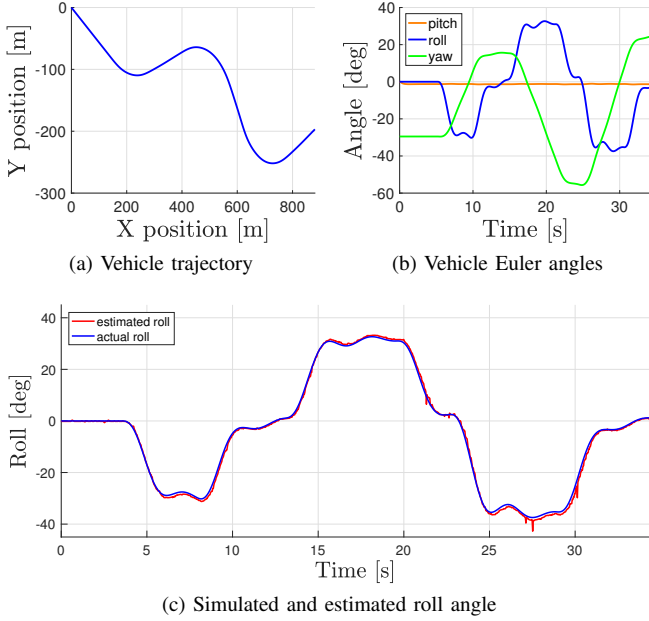 0
-100
-200
-300
Y position [m]
0 200 400 600 800
X position [m]
(a) Vehicle trajectory
40
20
0
-20
-40
-60
Angle [deg]
pitch
roll
yaw
0 10 20 30
Time [s]
(b) Vehicle Euler angles
40
20
0
-20
-40
Roll [deg]
estimated roll
actual roll
0 5 10 15 20 25 30
Time [s]
(c) Simulated and estimated roll angle